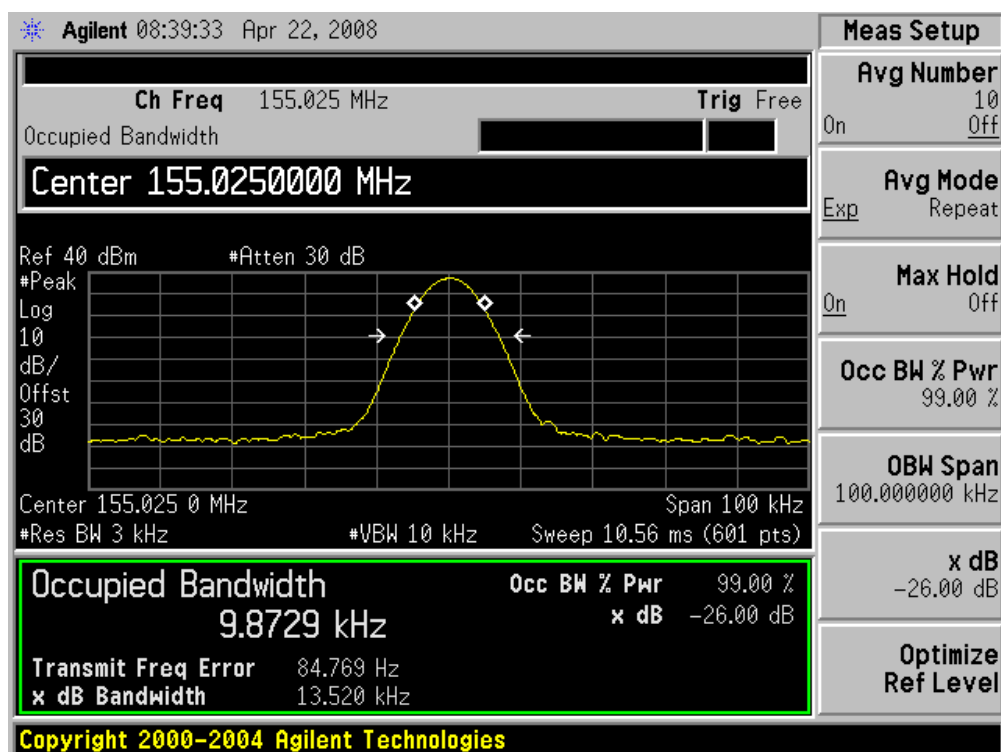 Agilent 08:39:33 Apr 22, 2008
Ch Freq 155.025 MHz Trig Free
Occupied Bandwidth
Center 155.0250000 MHz
Ref 40 dBm #Atten 30 dB
#Peak
Log
10
dB/
Offst
30
dB
Center 155.025 0 MHz Span 100 kHz
#Res BW 3 kHz #VBW 10 kHz Sweep 10.56 ms (601 pts)
Occupied Bandwidth Occ BW % Pwr 99.00 %
9.8729 kHz x dB -26.00 dB
Transmit Freq Error 84.769 Hz
x dB Bandwidth 13.520 kHz
Copyright 2000-2004 Agilent Technologies
Meas Setup
Avg Number
10
On Off
Avg Mode
Exp Repeat
Max Hold
On Off
Occ BW % Pwr
99.00 %
OBW Span
100.000000 kHz
x dB
-26.00 dB
Optimize
Ref Level